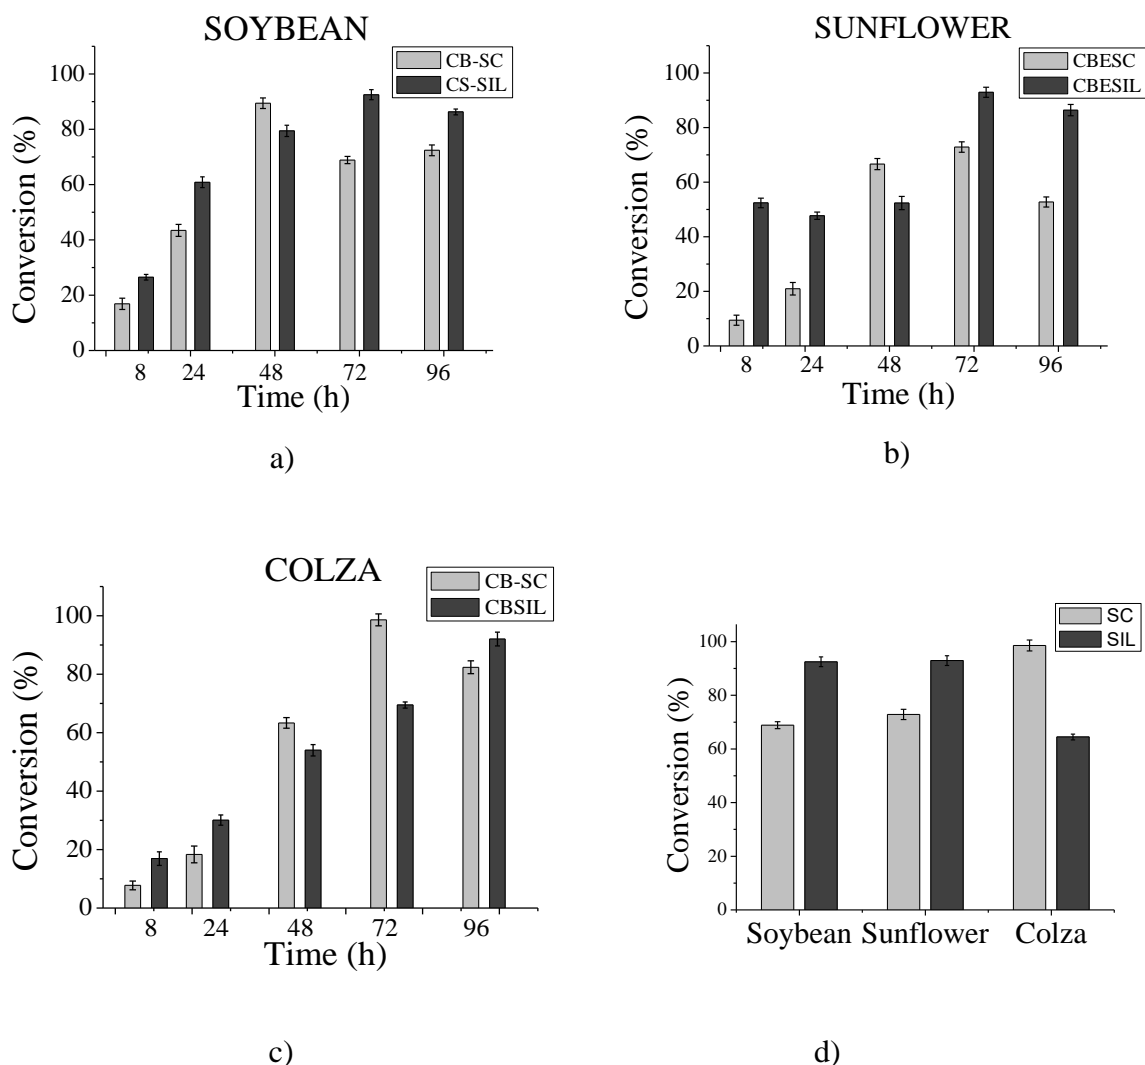 a)
SOYBEAN
CB-SC
CS-SIL
Conversion (%)
100
80
60
40
20
0
8 24 48 72 96
Time (h)
a)
b)
SUNFLOWER
CBESC
CBESIL
Conversion (%)
100
80
60
40
20
0
8 24 48 72 96
Time (h)
b)
COLZA
CB-SC
CBSIL
Conversion (%)
100
80
60
40
20
0
8 24 48 72 96
Time (h)
c)
SC
SIL
Conversion (%)
100
80
60
40
20
0
Soybean Sunflower Colza
d)